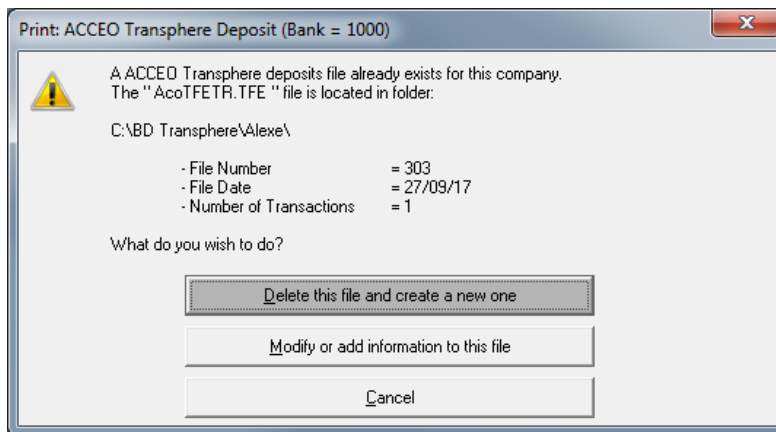 Print: ACCEO Transphere Deposit (Bank = 1000)
A ACCEO Transphere deposits file already exists for this company.
The "AcoTFETR.TFE " file is located in folder:
C:\BD Transphere\Alexe\
- File Number = 303
- File Date = 27/09/17
- Number of Transactions = 1
What do you wish to do?
Delete this file and create a new one
Modify or add information to this file
Cancel